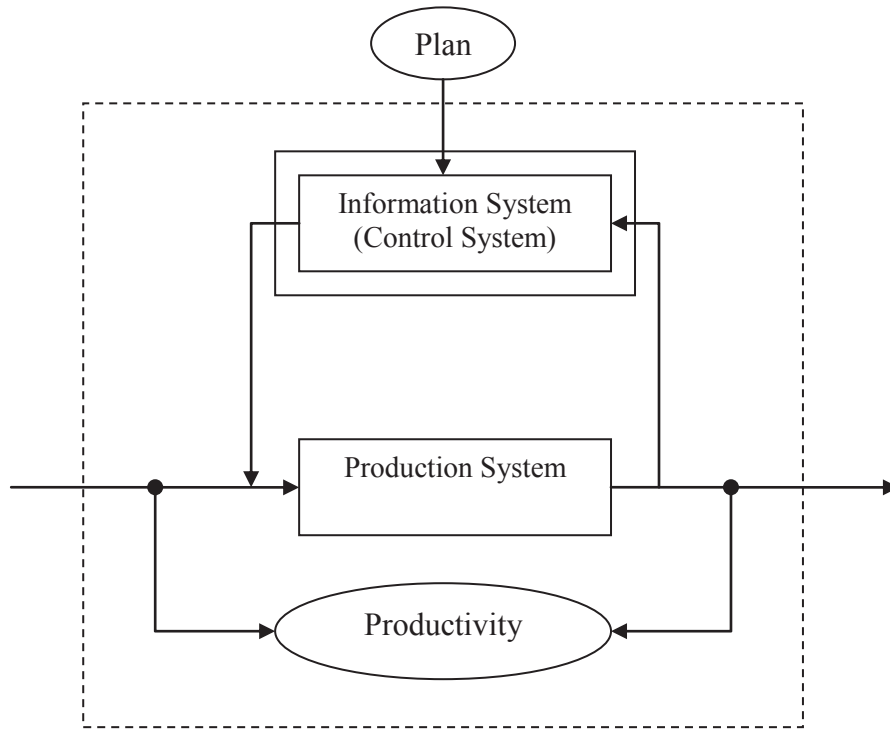 Plan
Information System
(Control System)
Production System
Productivity